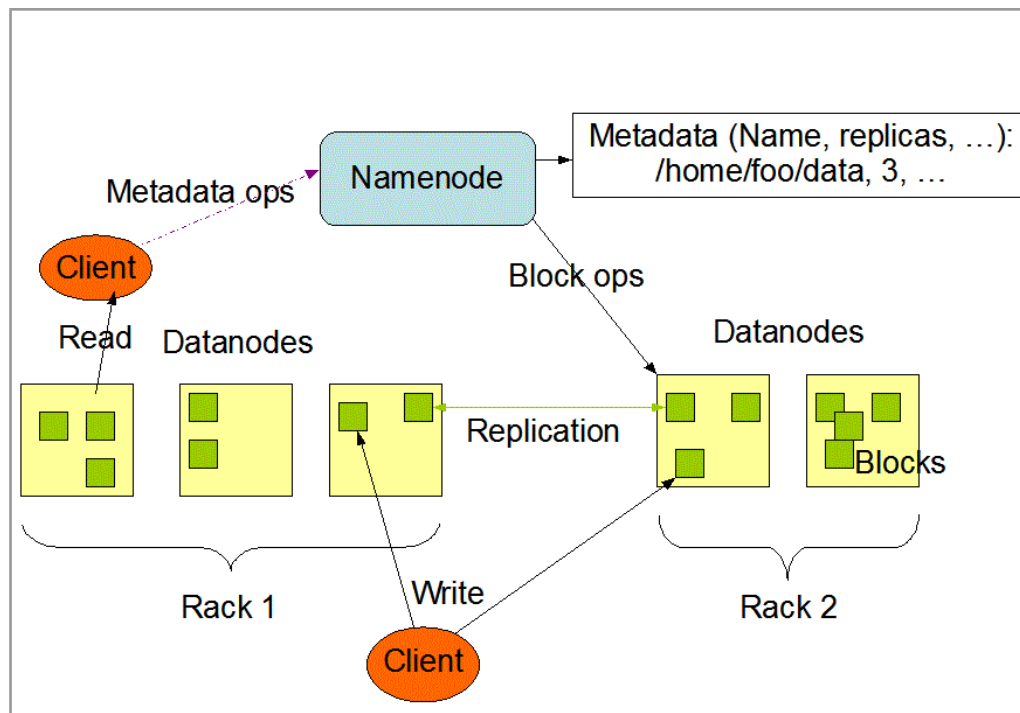 Metadata (Name, replicas, …):
/home/foo/data, 3, …
Namenode
Metadata ops
Client
Block ops
Read
Datanodes
Datanodes
Replication
Blocks
Rack 1
Write
Rack 2
Client